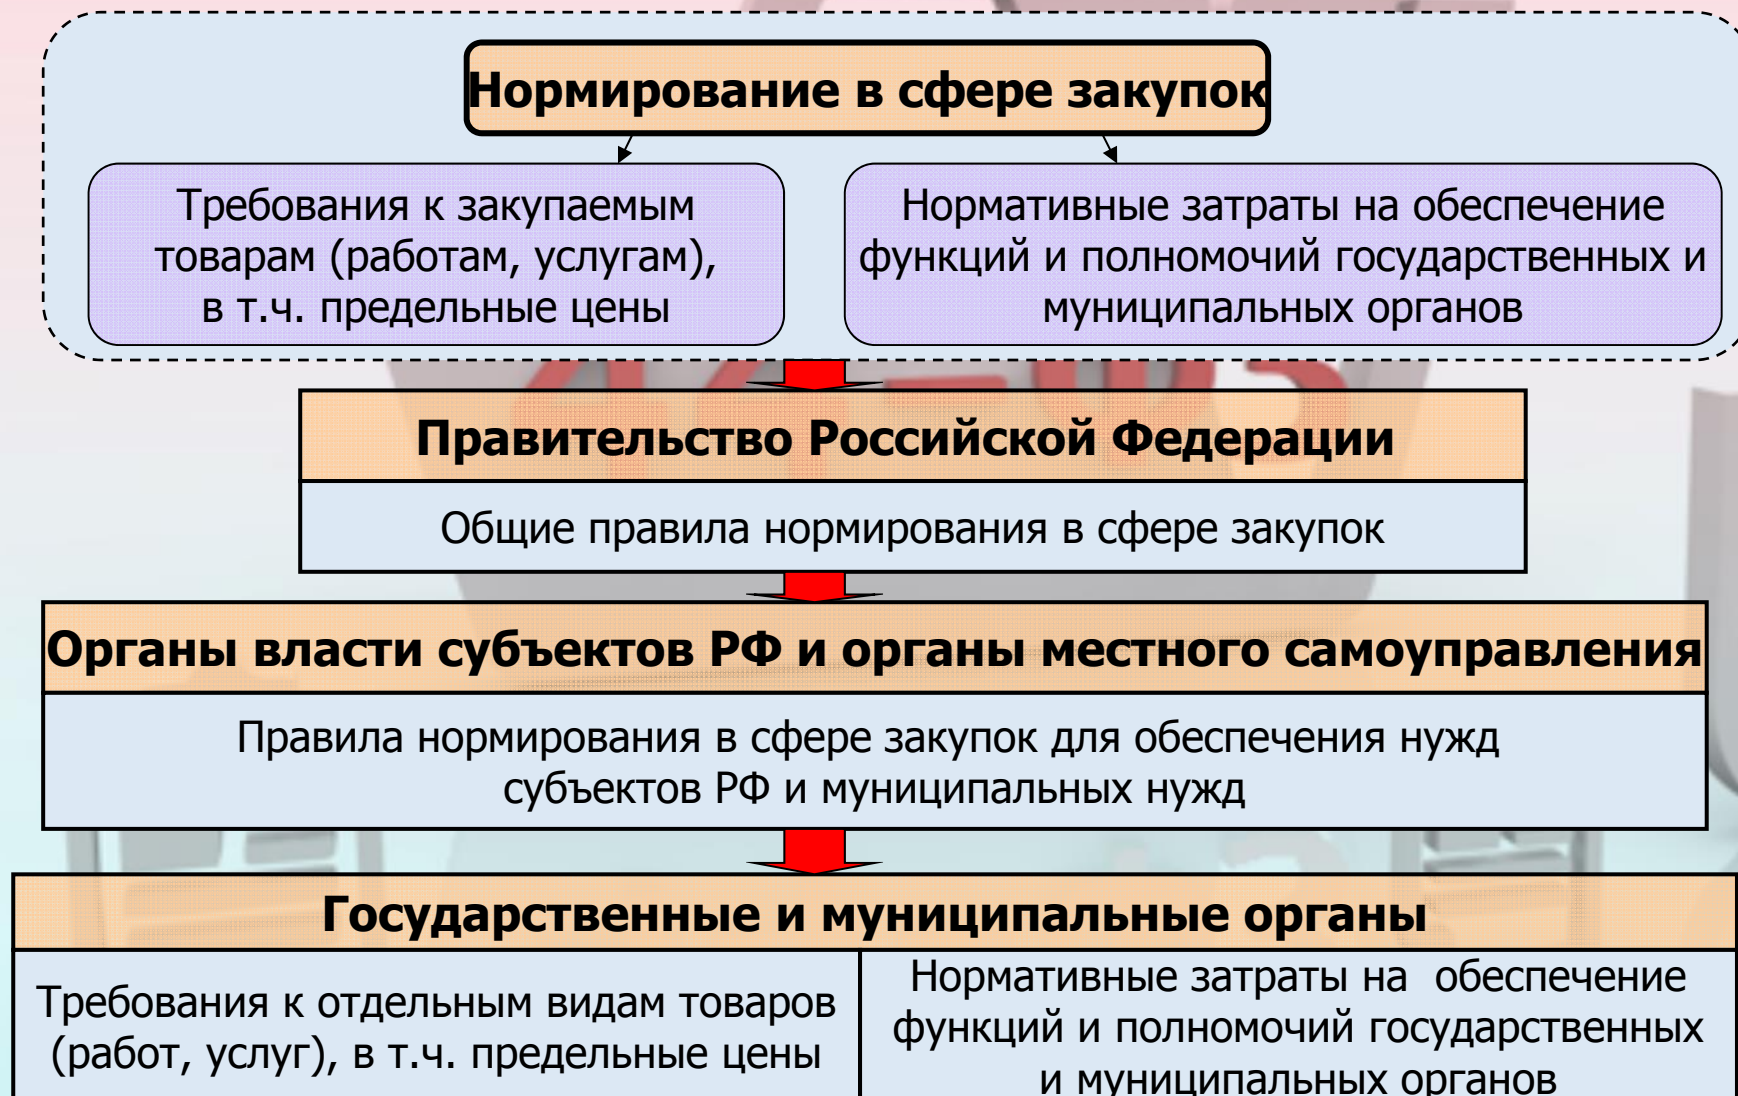 Нормирование в сфере закупок
Требования к закупаемым
товарам (работам, услугам),
в т.ч. предельные цены
Нормативные затраты на обеспечение
функций и полномочий государственных и
муниципальных органов
44-ФЗ
Правительство Российской Федерации
Общие правила нормирования в сфере закупок
Органы власти субъектов РФ и органы местного самоуправления
Правила нормирования в сфере закупок для обеспечения нужд
субъектов РФ и муниципальных нужд
Государственные и муниципальные органы
Требования к отдельным видам товаров
(работ, услуг), в т.ч. предельные цены
Нормативные затраты на обеспечение
функций и полномочий государственных
и муниципальных органов